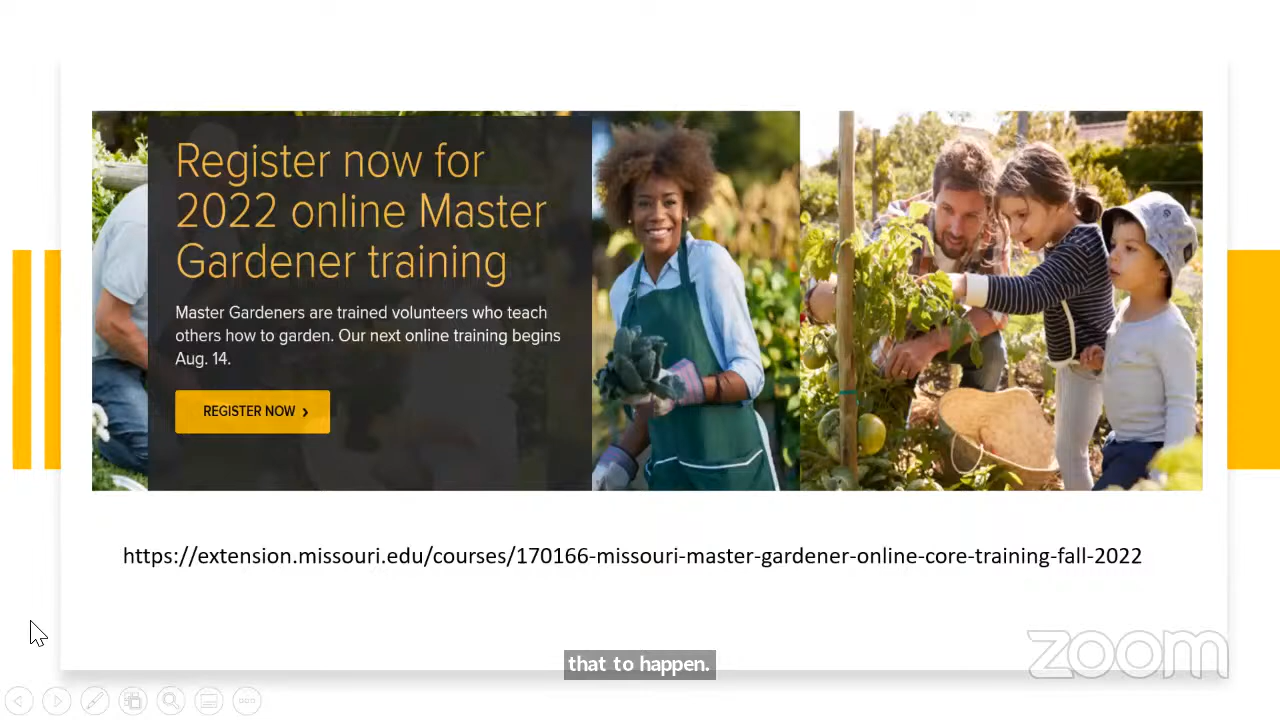 Register now for
2022 online Master
Gardener training
Master Gardeners are trained volunteers who teach
others how to garden. Our next online training begins
Aug. 14.
REGISTER NOW ›
https://extension.missouri.edu/courses/170166-missouri-master-gardener-online-core-training-fall-2022
zoom
that to happen.